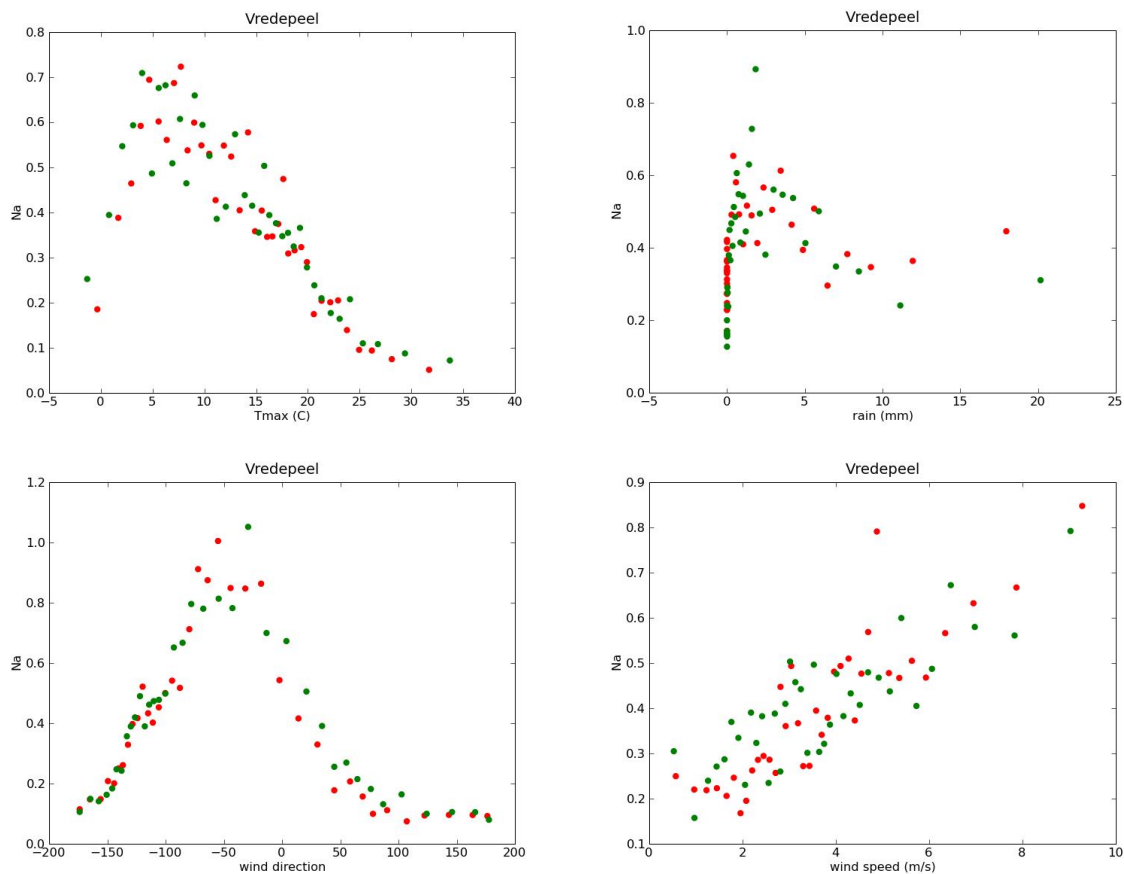 Vredepeel
0.8
0.7
0.6
0.5
0.4
0.3
0.2
0.1
0.0
Na
−5 0 5 10 15 20 25 30 35 40
Tmax (C)
Vredepeel
1.0
0.8
0.6
0.4
0.2
0.0
Na
−5 0 5 10 15 20 25
rain (mm)
Vredepeel
1.2
1.0
0.8
0.6
0.4
0.2
0.0
Na
−200 −150 −100 −50 0 50 100 150 200
wind direction
Vredepeel
0.9
0.8
0.7
0.6
0.5
0.4
0.3
0.2
0.1
Na
0 2 4 6 8 10
wind speed (m/s)